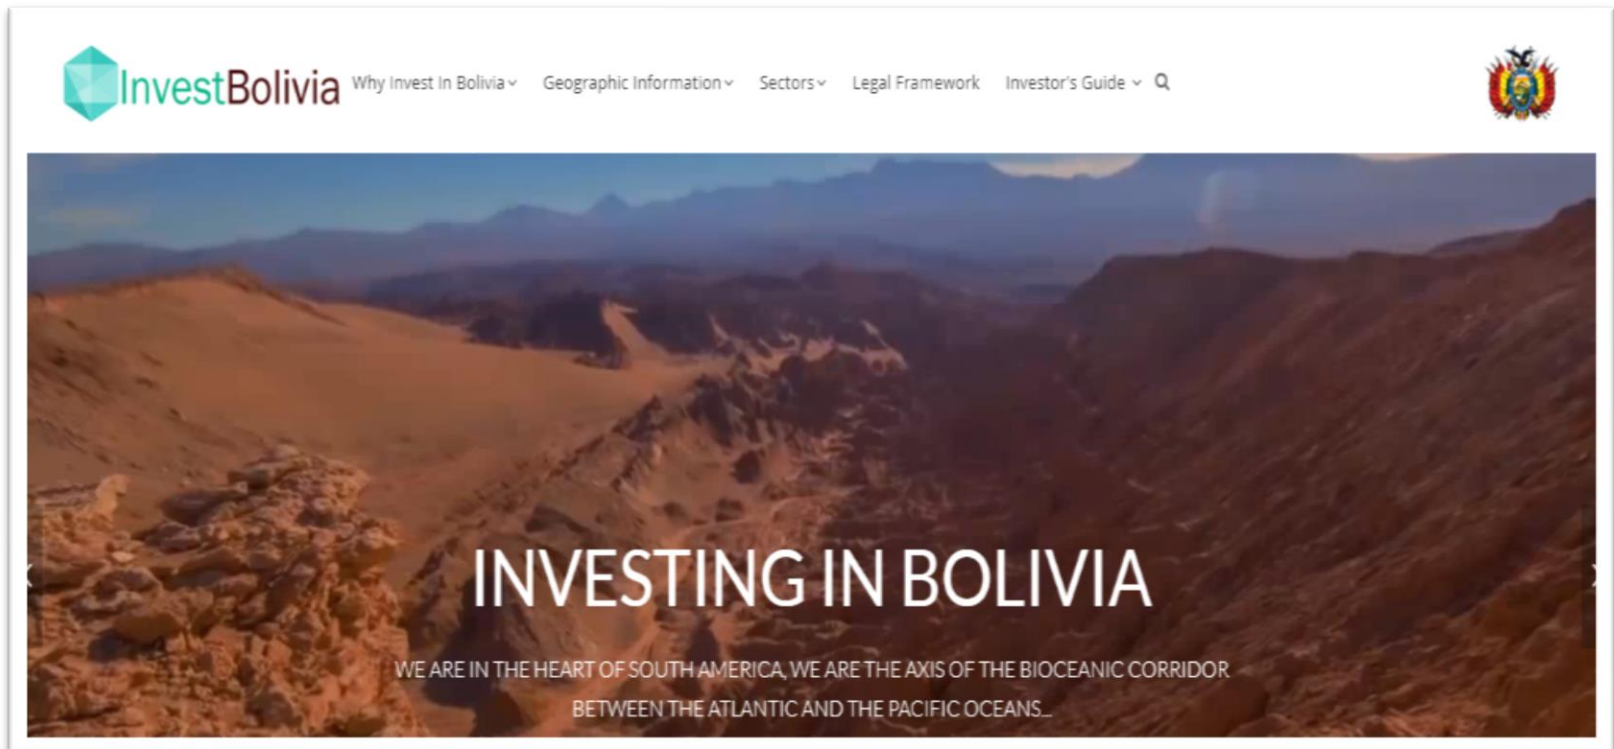 InvestBolivia
Why Invest In Bolivia
Geographic Information
Sectors
Legal Framework
Investor's Guide
INVESTING IN BOLIVIA
WE ARE IN THE HEART OF SOUTH AMERICA, WE ARE THE AXIS OF THE BIOCEANIC CORRIDOR
BETWEEN THE ATLANTIC AND THE PACIFIC OCEANS...